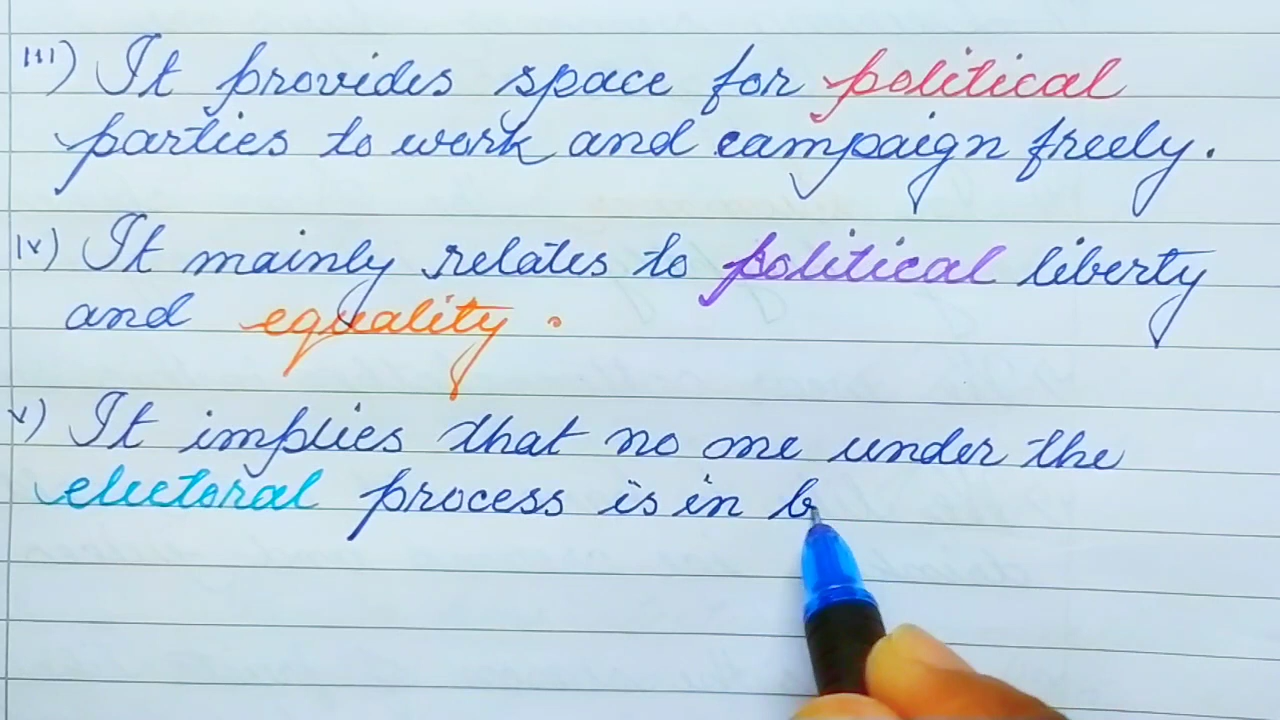 iii) It provides space for political
parties to work and campaign freely.
iv) It mainly relates to political liberty
and equality.
v) It implies that no one under the
electoral process is in b